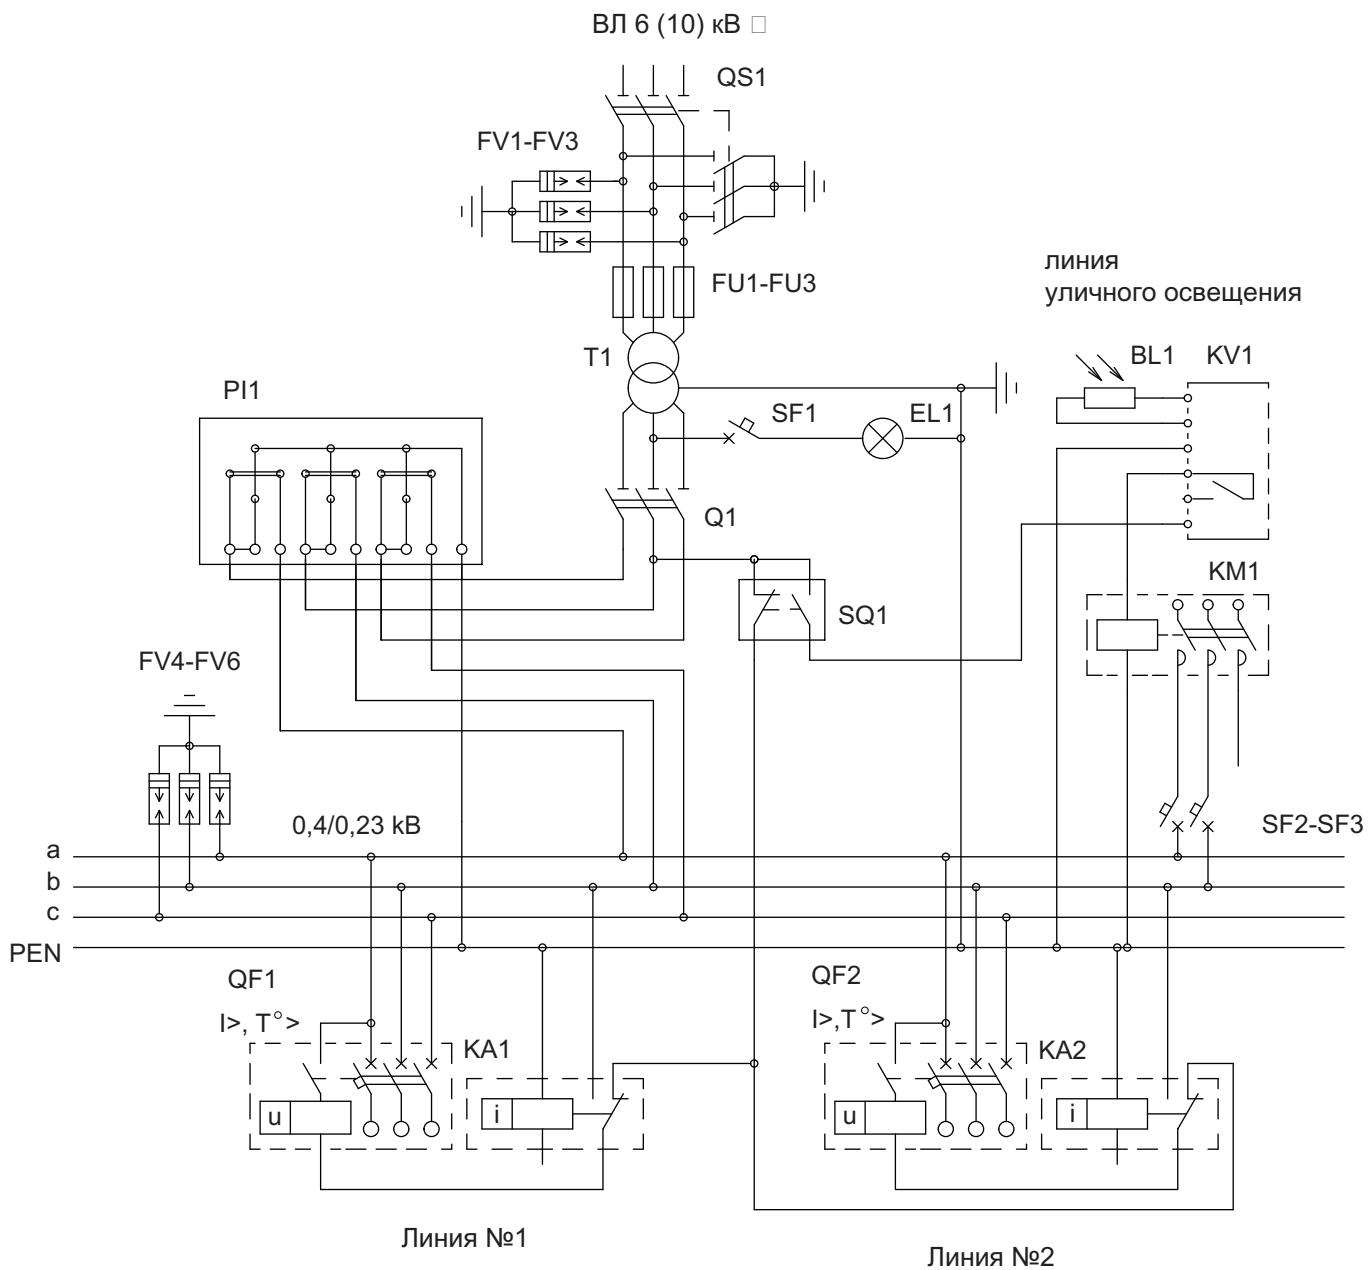 ВЛ 6 (10) кВ □
QS1
FV1-FV3
FU1-FU3
линия
уличного освещения
T1
BL1
KV1
PI1
SF1
EL1
Q1
KM1
SQ1
FV4-FV6
0,4/0,23 kB
SF2-SF3
a
b
c
PEN
QF1
QF2
I>, T°>
I>,T°>
KA1
KA2
u
i
u
i
Линия №1
Линия №2